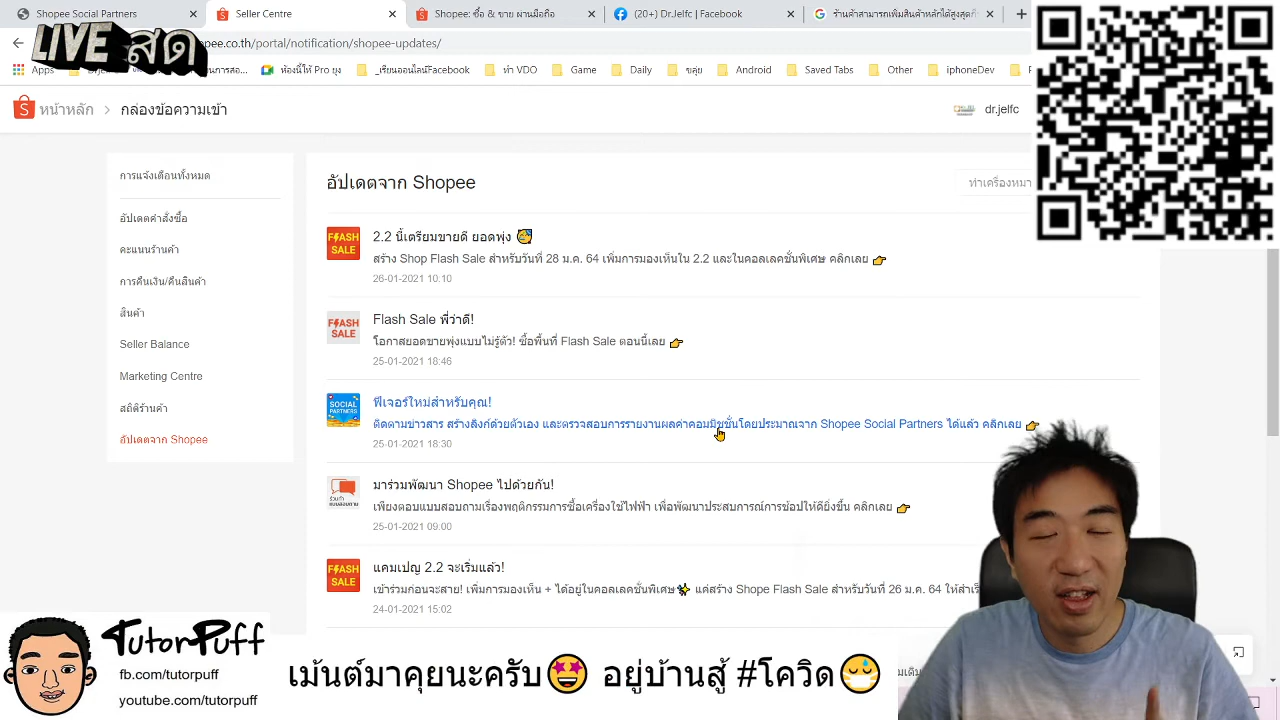 Shopee Social Partners
Seller Centre
Shopee ซื้อ & ขาย ผ่านมือถือ
(20+) Dr.Jelfc | Facebook
LIVE สด
pee.co.th/portal/notification/shopee-updates/
Apps
_เรียนออนไลน์
ทำ VDO
Game
Daily
ขลุ่ย
Android
Saved Tabs
Other
iphoneDev
หน้าหลัก > กล่องข้อความเข้า
dr.jelfc
การแจ้งเตือนทั้งหมด
อัปเดตคำสั่งซื้อ
คะแนนร้านค้า
การคืนเงิน/คืนสินค้า
สินค้า
Seller Balance
Marketing Centre
สถิติร้านค้า
อัปเดตจาก Shopee
อัปเดตจาก Shopee
ทำเครื่องหมา
FLASH SALE
2.2 นี้เตรียมขายดี ยอดพุ่ง 🥳
สร้าง Shop Flash Sale สำหรับวันที่ 28 ม.ค. 64 เพิ่มการมองเห็นใน 2.2 และในคอลเลคชั่นพิเศษ คลิกเลย 👉
26-01-2021 10:10
FLASH SALE
Flash Sale พี่ว่าดี!
โอกาสยอดขายพุ่งแบบไม่รู้ตัว! ซื้อพื้นที่ Flash Sale ตอนนี้เลย 👉
25-01-2021 18:46
SOCIAL PARTNERS
ฟีเจอร์ใหม่สำหรับคุณ!
ติดตามข่าวสาร สร้างลิงก์ด้วยตัวเอง และตรวจสอบการรายงานผลค่าคอมมิชชั่นโดยประมาณจาก Shopee Social Partners ได้แล้ว คลิกเลย 👉
25-01-2021 18:30
มาร่วมพัฒนา Shopee ไปด้วยกัน!
เพียงตอบแบบสอบถามเรื่องพฤติกรรมการซื้อเครื่องใช้ไฟฟ้า เพื่อพัฒนาประสบการณ์การช้อปให้ดียิ่งขึ้น คลิกเลย 👉
25-01-2021 09:00
FLASH SALE
แคมเปญ 2.2 จะเริ่มแล้ว!
เข้าร่วมก่อนจะสาย! เพิ่มการมองเห็น + ได้อยู่ในคอลเลคชั่นพิเศษ ✨ แค่สร้าง Shope Flash Sale สำหรับวันที่ 26 ม.ค. 64 ให้สำเ
24-01-2021 15:02
TutorPuff
fb.com/tutorpuff
youtube.com/tutorpuff
เม้นต์มาคุยนะครับ🤩 อยู่บ้านสู้ #โควิด😷